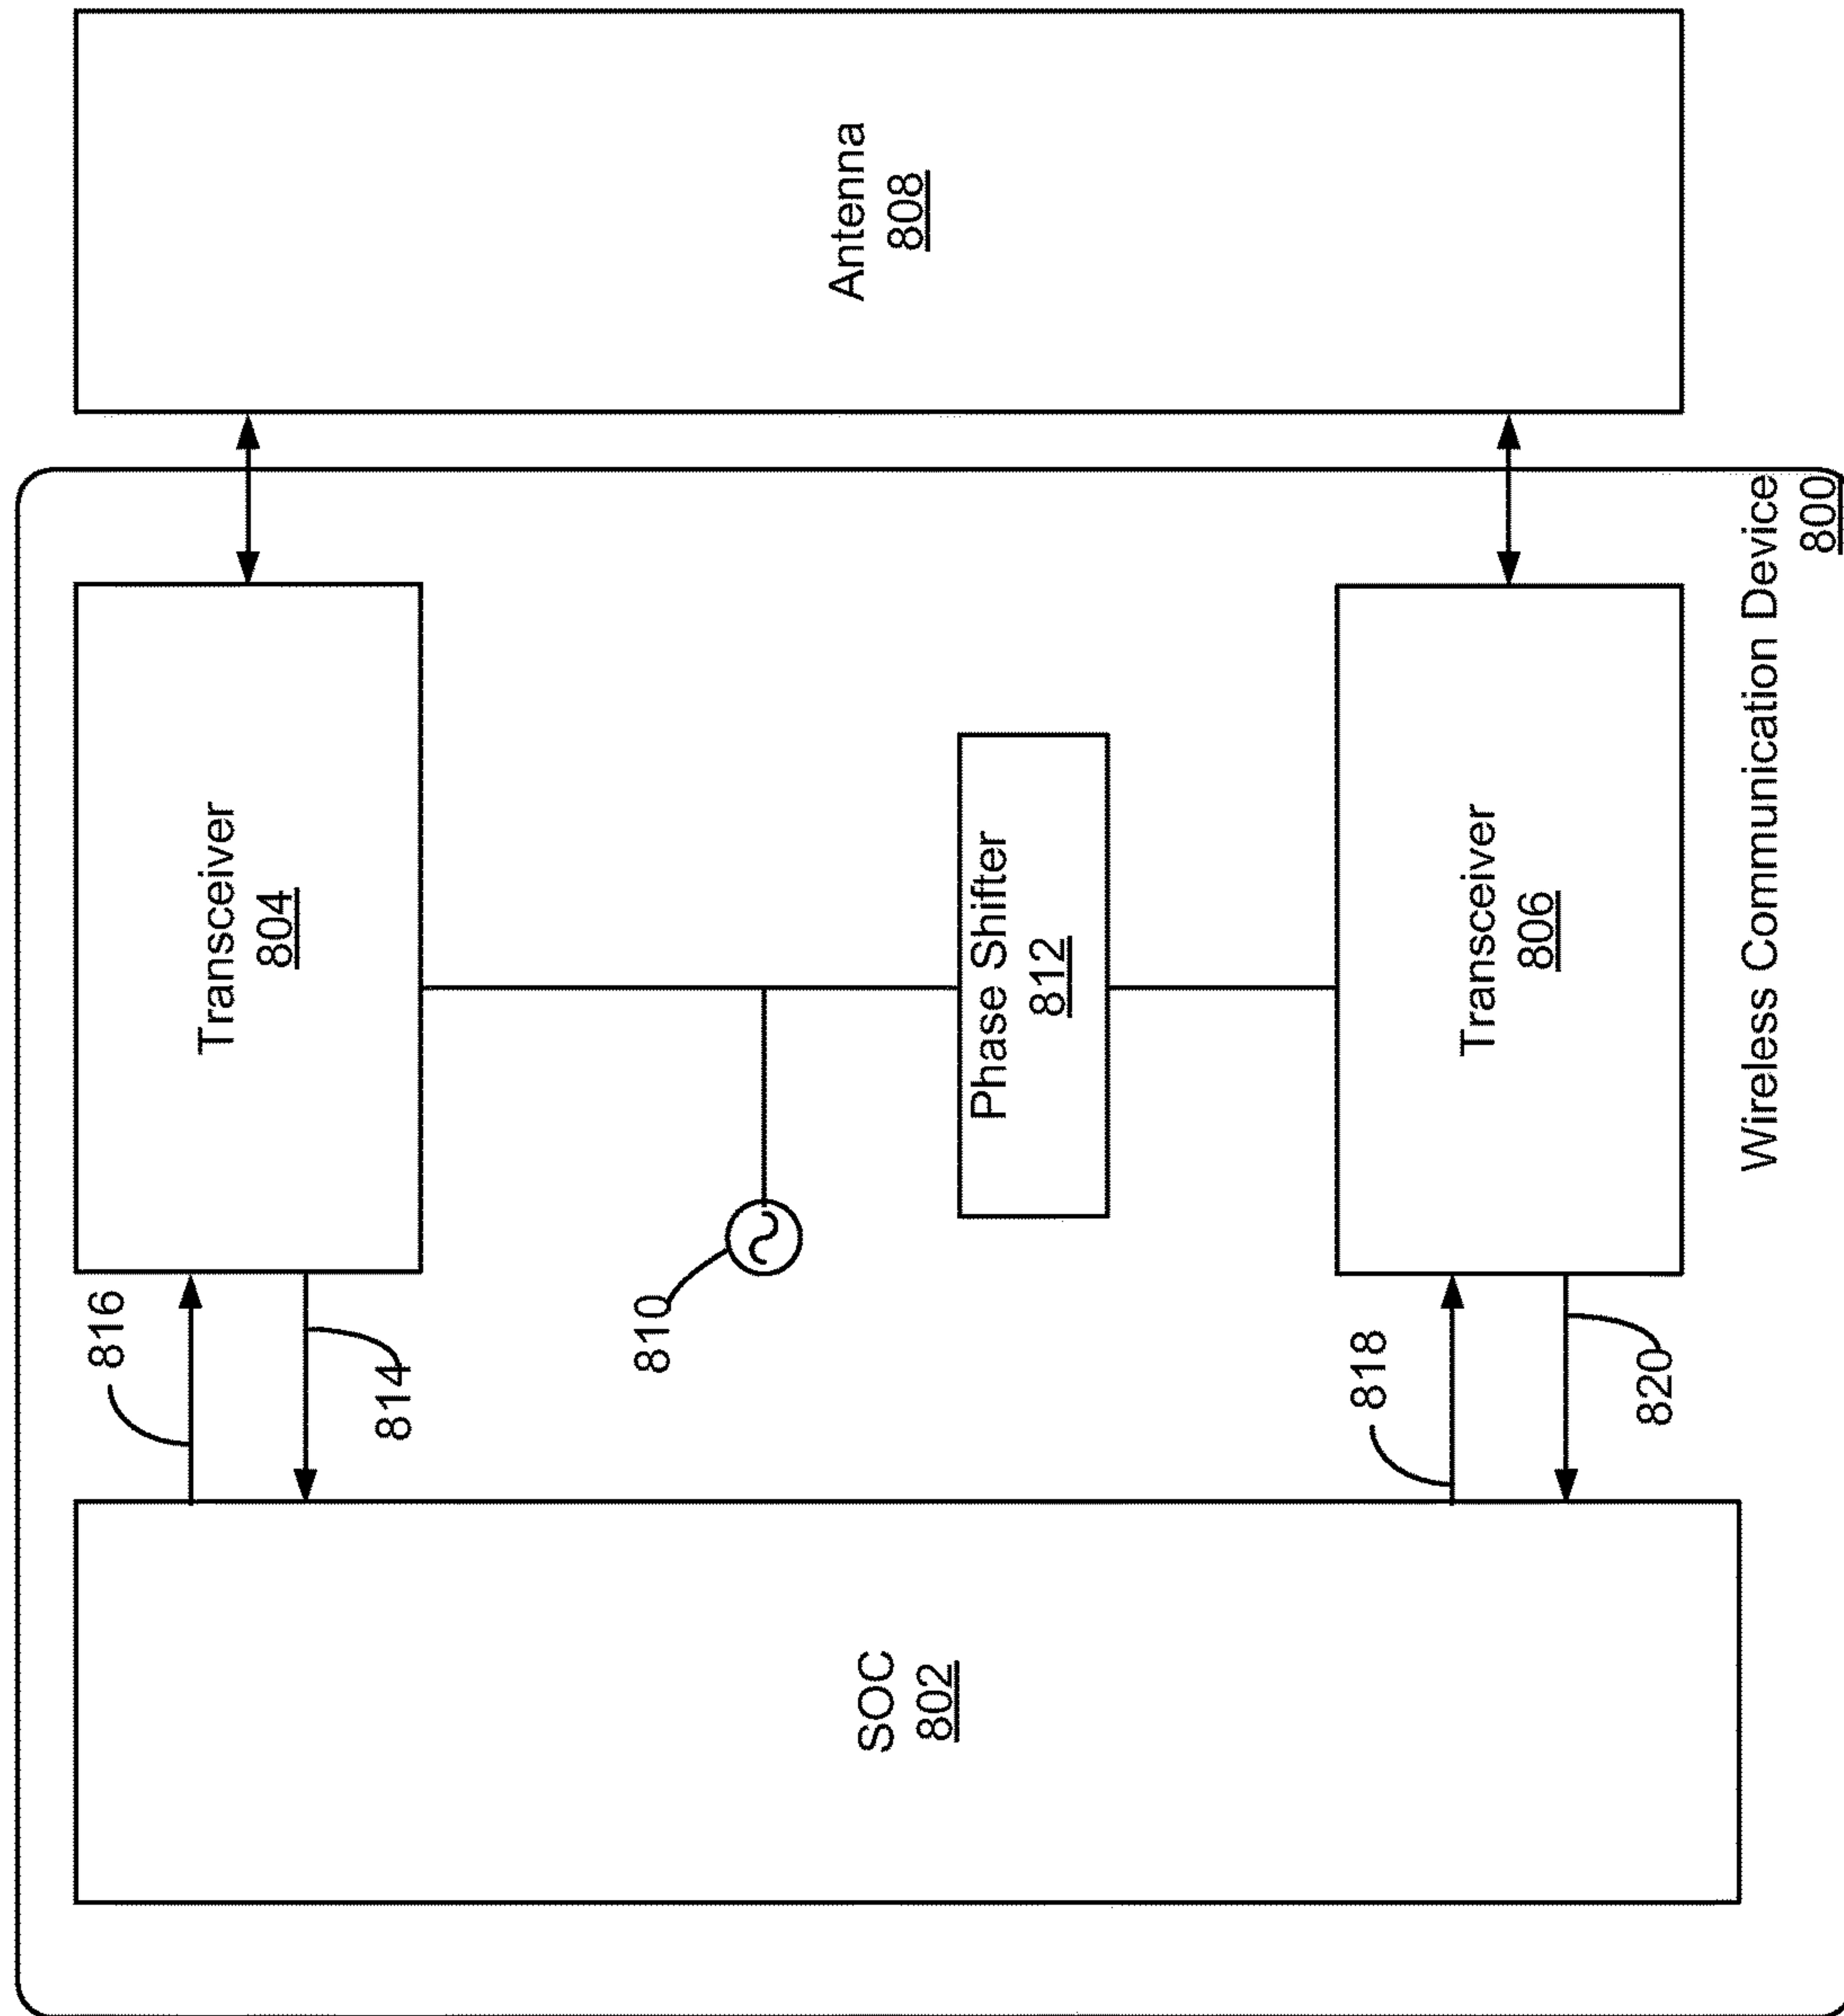 Wireless Communication Device
800
SOC
802
816
814
818
820
810
Transceiver
804
Phase Shifter
812
Transceiver
806
Antenna
808